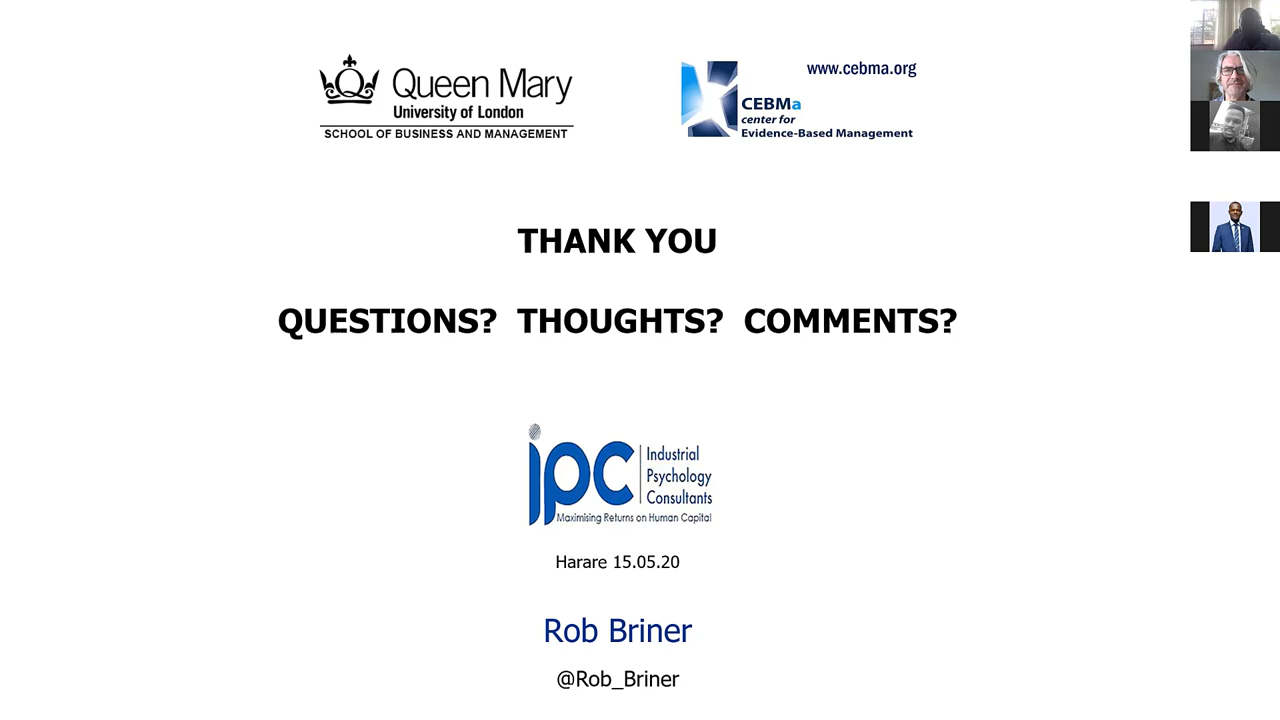 Queen Mary
University of London
SCHOOL OF BUSINESS AND MANAGEMENT
www.cebma.org
CEBMa
center for
Evidence-Based Management
THANK YOU
QUESTIONS? THOUGHTS? COMMENTS?
ipc
Industrial
Psychology
Consultants
Maximising Returns on Human Capital
Harare 15.05.20
Rob Briner
@Rob_Briner